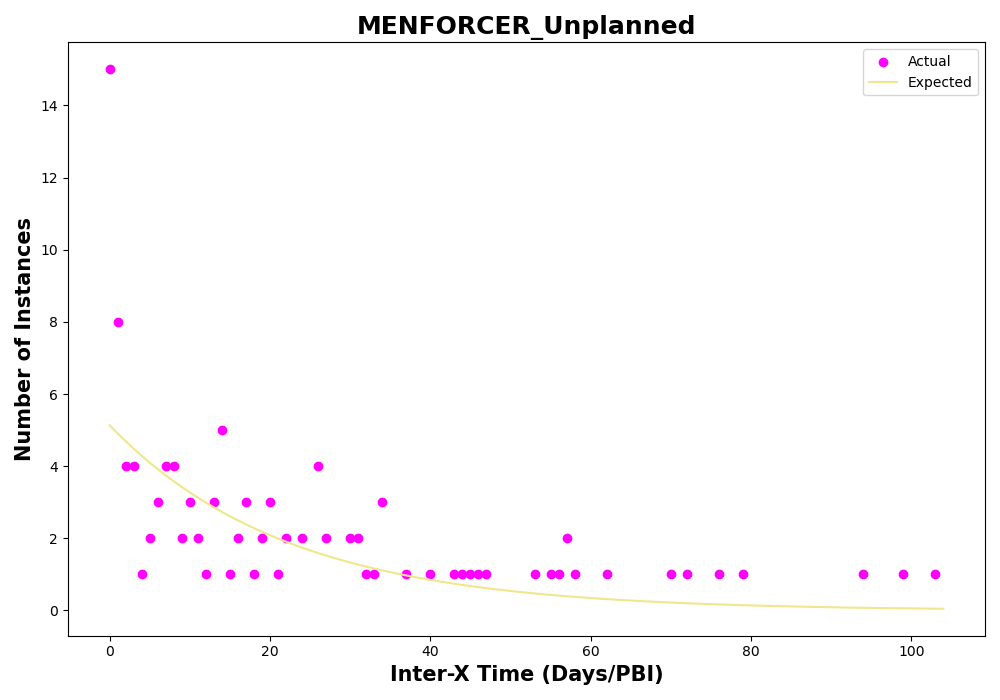 MENFORCER_Unplanned
Actual
Expected
Number of Instances
14
12
10
8
6
4
2
0
0 20 40 60 80 100
Inter-X Time (Days/PBI)